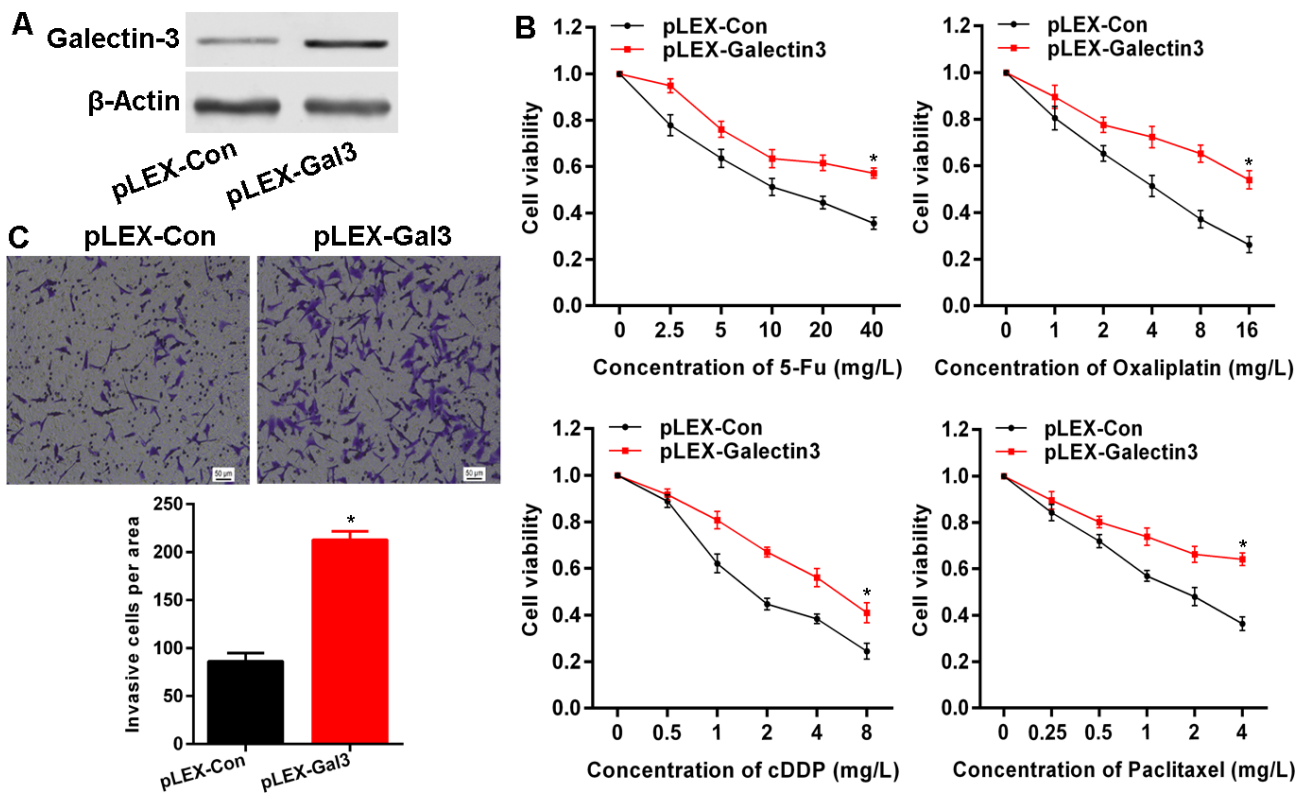 A
Galectin-3
β-Actin
pLEX-Con
pLEX-Gal3
B
1.2
1.0
0.8
0.6
0.4
0.2
0.0
Cell viability
pLEX-Con
pLEX-Galectin3
*
0 2.5 5 10 20 40
Concentration of 5-Fu (mg/L)
1.2
1.0
0.8
0.6
0.4
0.2
0.0
Cell viability
pLEX-Con
pLEX-Galectin3
*
0 1 2 4 8 16
Concentration of Oxaliplatin (mg/L)
1.2
1.0
0.8
0.6
0.4
0.2
0.0
Cell viability
pLEX-Con
pLEX-Galectin3
*
0 0.5 1 2 4 8
Concentration of cDDP (mg/L)
1.2
1.0
0.8
0.6
0.4
0.2
0.0
Cell viability
pLEX-Con
pLEX-Galectin3
*
0 0.25 0.5 1 2 4
Concentration of Paclitaxel (mg/L)
C
pLEX-Con
pLEX-Gal3
50 μm
50 μm
250
200
150
100
50
0
Invasive cells per area
*
pLEX-Con
pLEX-Gal3